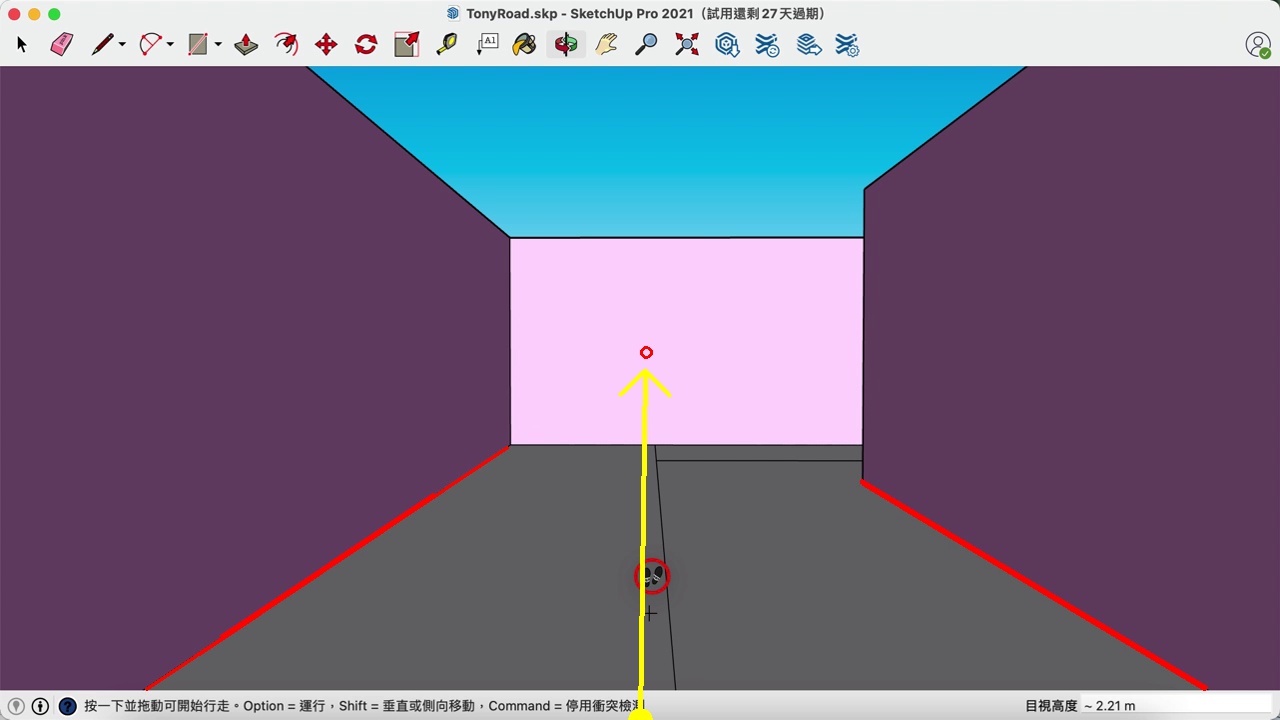 TonyRoad.skp - SketchUp Pro 2021（試用還剩 27 天過期）
A1
按一下並拖動可開始行走。Option = 運行，Shift = 垂直或側向移動，Command = 停用衝突檢測
目視高度 ~ 2.21 m